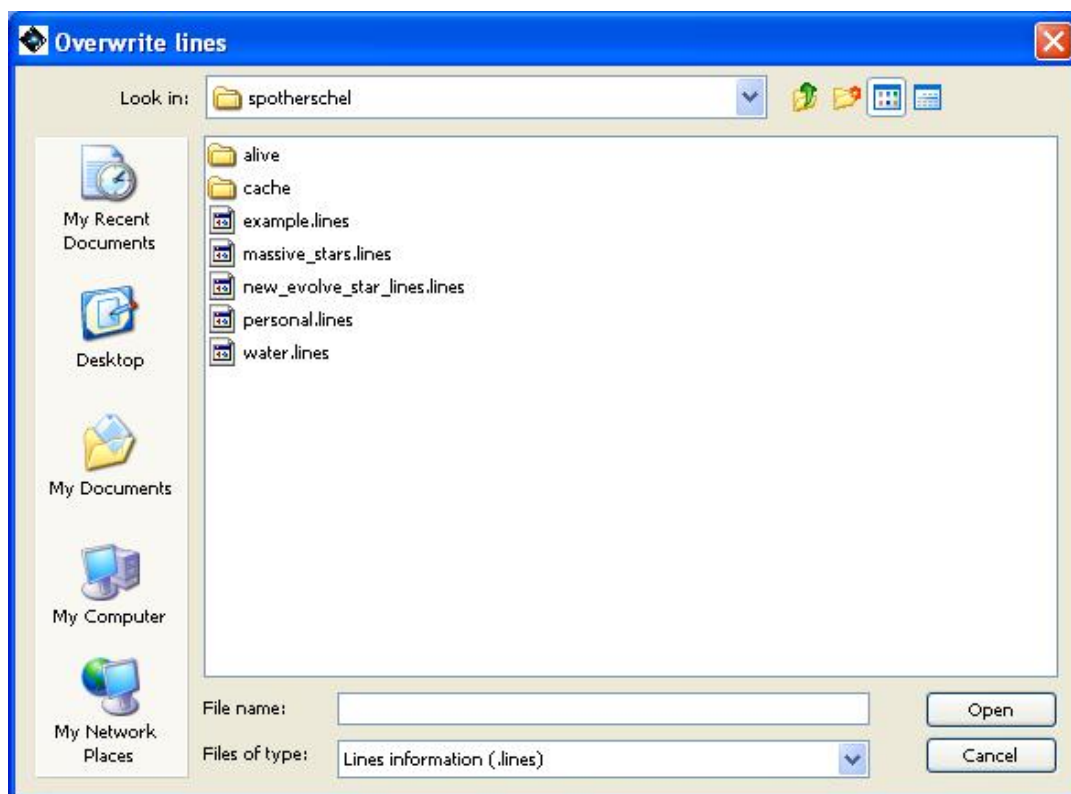 Overwrite lines
Look in:
spotherschel
My Recent
Documents
Desktop
My Documents
My Computer
My Network
Places
alive
cache
example.lines
massive_stars.lines
new_evolve_star_lines.lines
personal.lines
water.lines
File name:
Open
Files of type:
Lines information (.lines)
Cancel